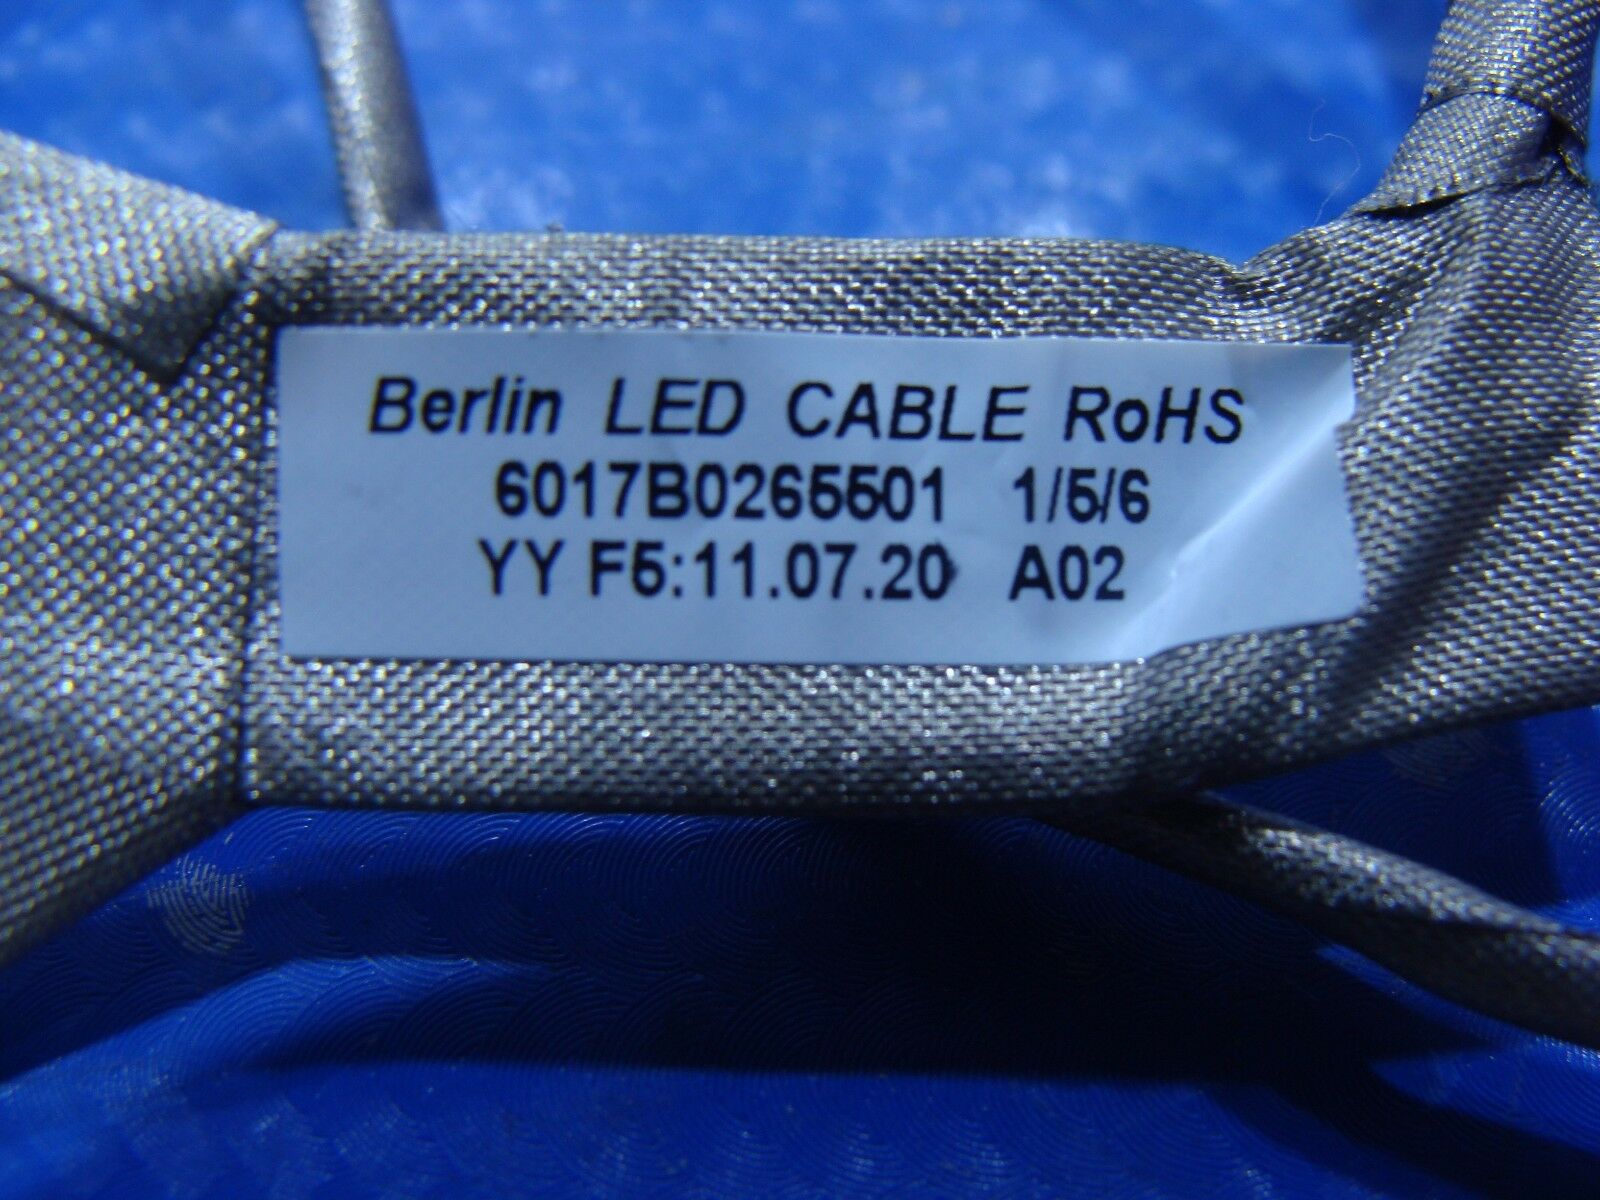 Berlin LED CABLE RoHS
6017B0265501 1/5/6
YY F5:11.07.20 A02